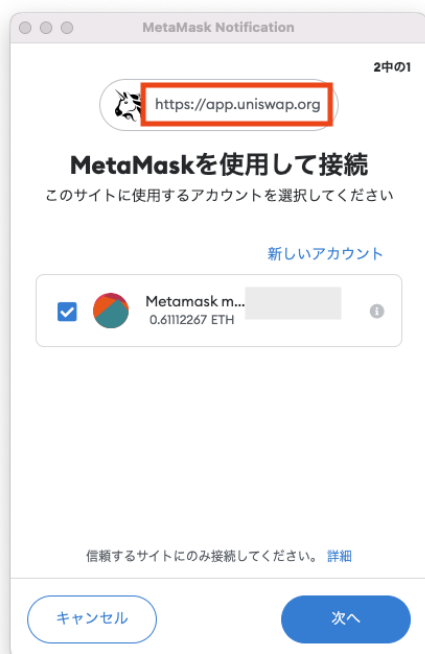 MetaMask Notification
2中の1
https://app.uniswap.org
MetaMaskを使用して接続
このサイトに使用するアカウントを選択してください
新しいアカウント
Metamask m...
0.61112267 ETH
信頼するサイトにのみ接続してください。 詳細
キャンセル
次へ